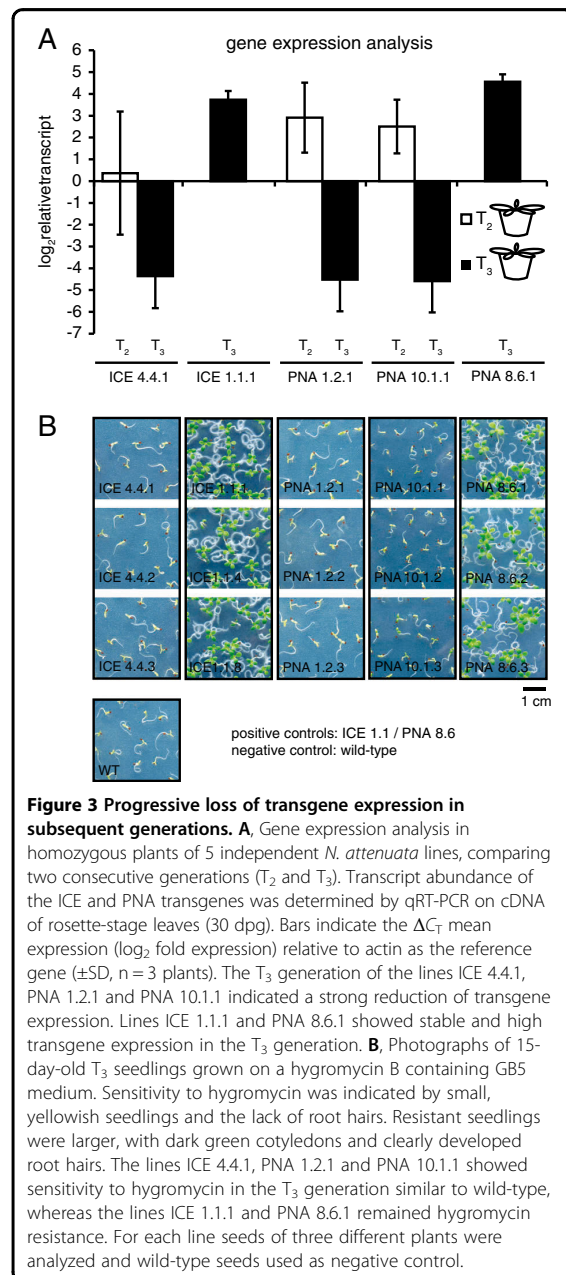 A
gene expression analysis
log2relativetranscript
6
5
4
3
2
1
0
-1
-2
-3
-4
-5
-6
-7
T2
T3
T2 T3 T3 T2 T3 T2 T3 T3
ICE 4.4.1 ICE 1.1.1 PNA 1.2.1 PNA 10.1.1 PNA 8.6.1
B
ICE 4.4.1 ICE 1.1.1 PNA 1.2.1 PNA 10.1.1 PNA 8.6.1
ICE 4.4.2 ICE1.1.4 PNA 1.2.2 PNA 10.1.2 PNA 8.6.2
ICE 4.4.3 ICE1.1.8 PNA 1.2.3 PNA 10.1.3 PNA 8.6.3
1 cm
WT
positive controls: ICE 1.1 / PNA 8.6
negative control: wild-type
Figure 3 Progressive loss of transgene expression in
subsequent generations. A, Gene expression analysis in
homozygous plants of 5 independent N. attenuata lines, comparing
two consecutive generations (T2 and T3). Transcript abundance of
the ICE and PNA transgenes was determined by qRT-PCR on cDNA
of rosette-stage leaves (30 dpg). Bars indicate the ΔCT mean
expression (log2 fold expression) relative to actin as the reference
gene (±SD, n = 3 plants). The T3 generation of the lines ICE 4.4.1,
PNA 1.2.1 and PNA 10.1.1 indicated a strong reduction of transgene
expression. Lines ICE 1.1.1 and PNA 8.6.1 showed stable and high
transgene expression in the T3 generation. B, Photographs of 15-
day-old T3 seedlings grown on a hygromycin B containing GB5
medium. Sensitivity to hygromycin was indicated by small,
yellowish seedlings and the lack of root hairs. Resistant seedlings
were larger, with dark green cotyledons and clearly developed
root hairs. The lines ICE 4.4.1, PNA 1.2.1 and PNA 10.1.1 showed
sensitivity to hygromycin in the T3 generation similar to wild-type,
whereas the lines ICE 1.1.1 and PNA 8.6.1 remained hygromycin
resistance. For each line seeds of three different plants were
analyzed and wild-type seeds used as negative control.